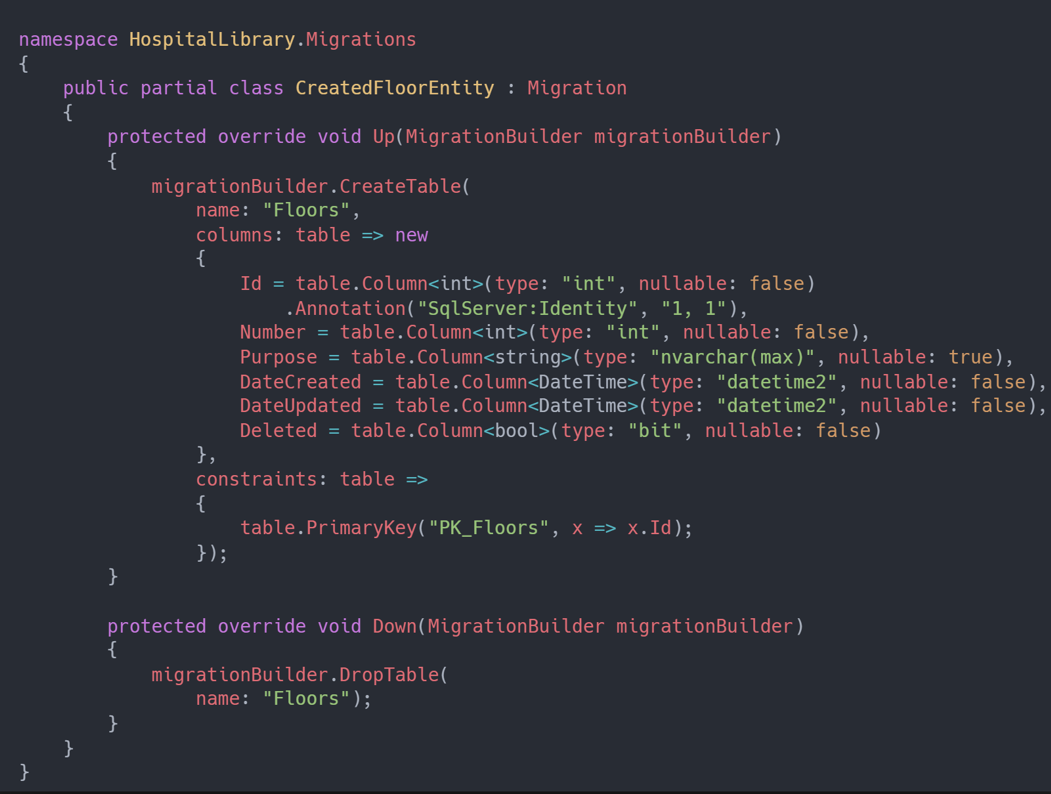 namespace HospitalLibrary.Migrations
{
    public partial class CreatedFloorEntity : Migration
    {
        protected override void Up(MigrationBuilder migrationBuilder)
        {
            migrationBuilder.CreateTable(
                name: "Floors",
                columns: table => new
                {
                    Id = table.Column<int>(type: "int", nullable: false)
                        .Annotation("SqlServer:Identity", "1, 1"),
                    Number = table.Column<int>(type: "int", nullable: false),
                    Purpose = table.Column<string>(type: "nvarchar(max)", nullable: true),
                    DateCreated = table.Column<DateTime>(type: "datetime2", nullable: false),
                    DateUpdated = table.Column<DateTime>(type: "datetime2", nullable: false),
                    Deleted = table.Column<bool>(type: "bit", nullable: false)
                },
                constraints: table =>
                {
                    table.PrimaryKey("PK_Floors", x => x.Id);
                });
        }

        protected override void Down(MigrationBuilder migrationBuilder)
        {
            migrationBuilder.DropTable(
                name: "Floors");
        }
    }
}